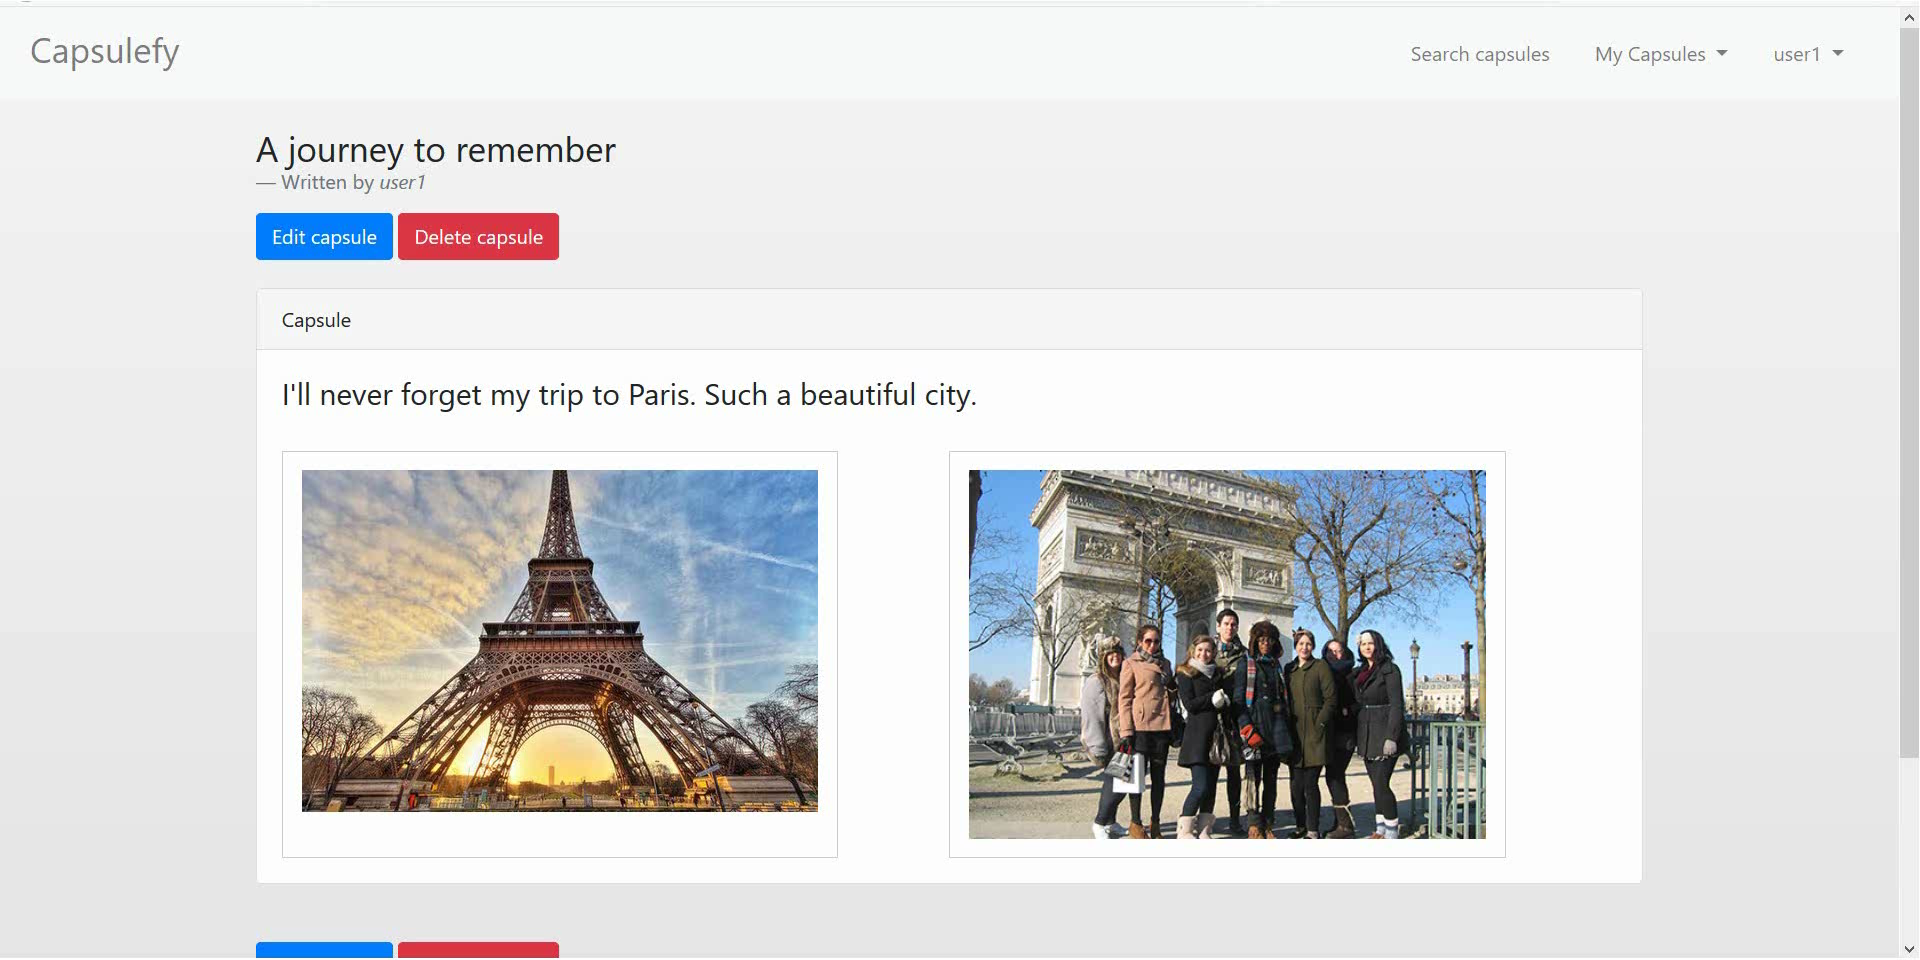 Capsulefy
Search capsules
My Capsules
user1
A journey to remember
— Written by user1
Edit capsule
Delete capsule
Capsule
I'll never forget my trip to Paris. Such a beautiful city.